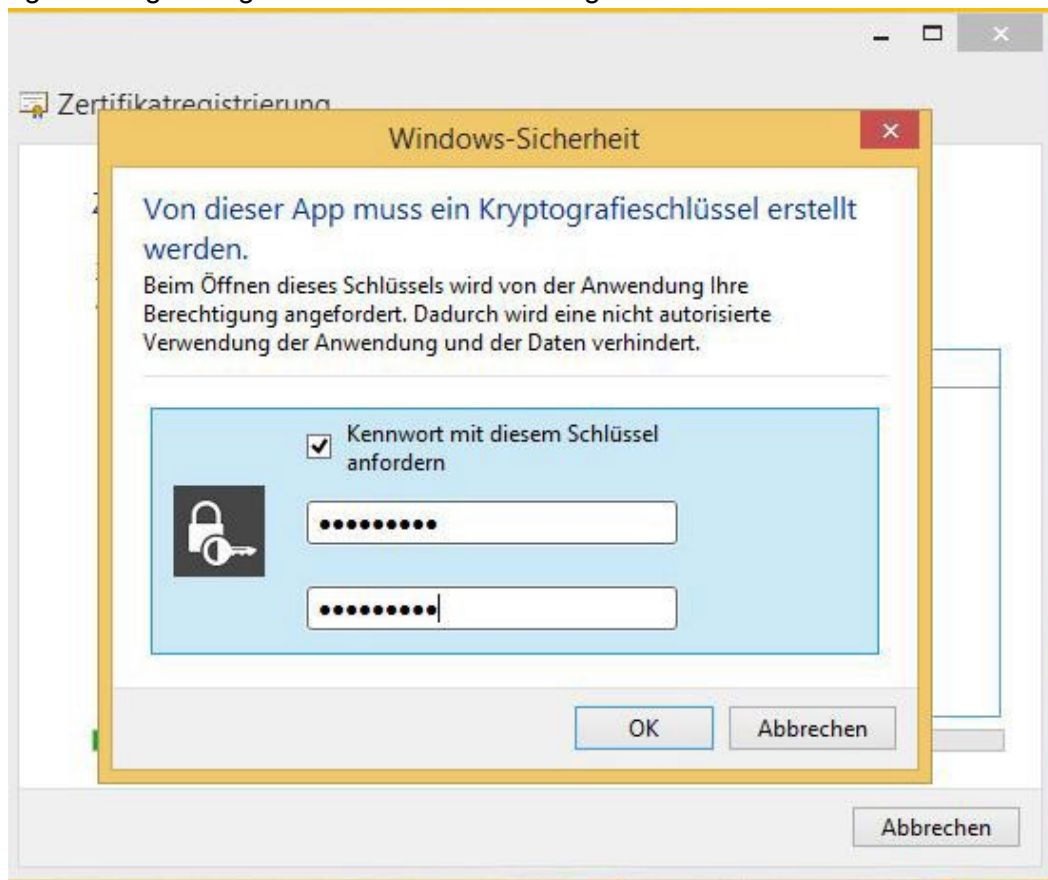 Zertifikatregistrierung
Windows-Sicherheit
Von dieser App muss ein Kryptografieschlüssel erstellt
werden.
Beim Öffnen dieses Schlüssels wird von der Anwendung Ihre
Berechtigung angefordert. Dadurch wird eine nicht autorisierte
Verwendung der Anwendung und der Daten verhindert.
Kennwort mit diesem Schlüssel
anfordern
●●●●●●●●●
●●●●●●●●●
OK
Abbrechen
Abbrechen